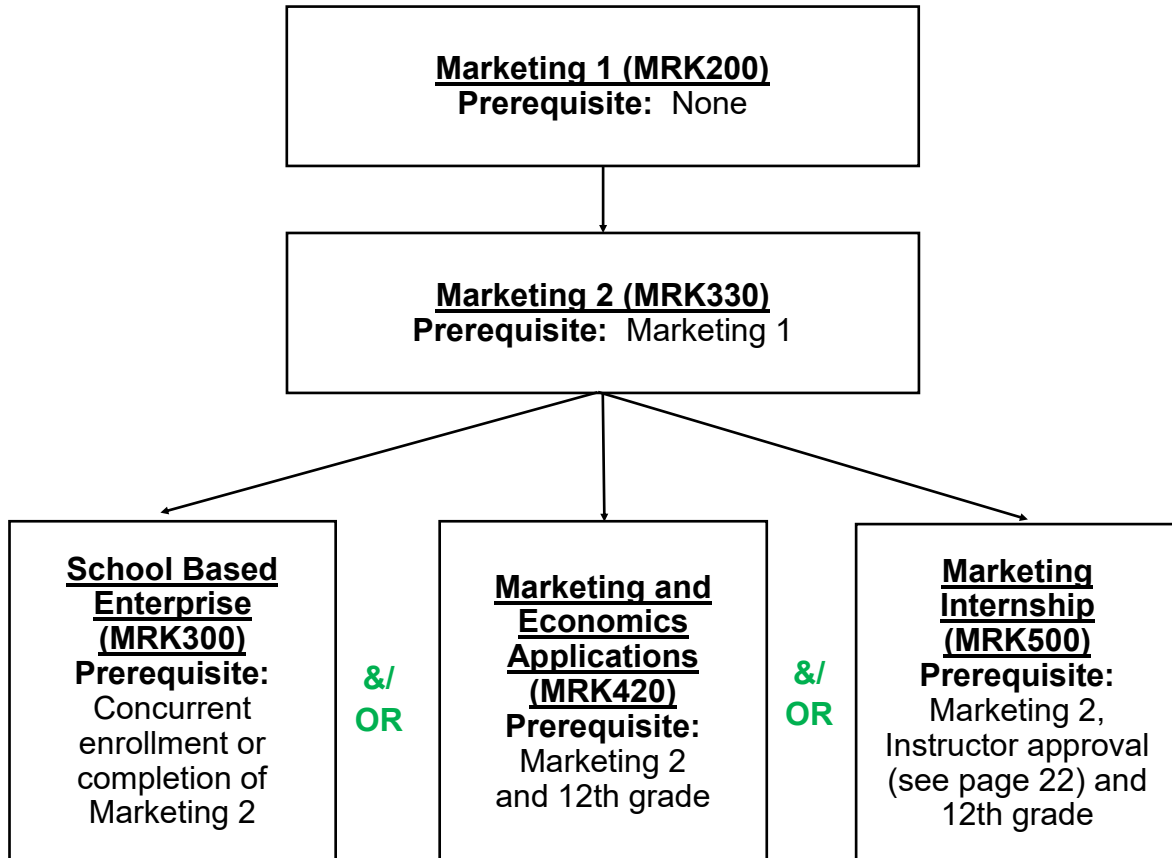 Marketing 1 (MRK200)
Prerequisite: None
Marketing 2 (MRK330)
Prerequisite: Marketing 1
School Based
Enterprise
(MRK300)
Prerequisite:
Concurrent
enrollment or
completion of
Marketing 2
&/
OR
Marketing and
Economics
Applications
(MRK420)
Prerequisite:
Marketing 2
and 12th grade
&/
OR
Marketing
Internship
(MRK500)
Prerequisite:
Marketing 2,
Instructor approval
(see page 22) and
12th grade